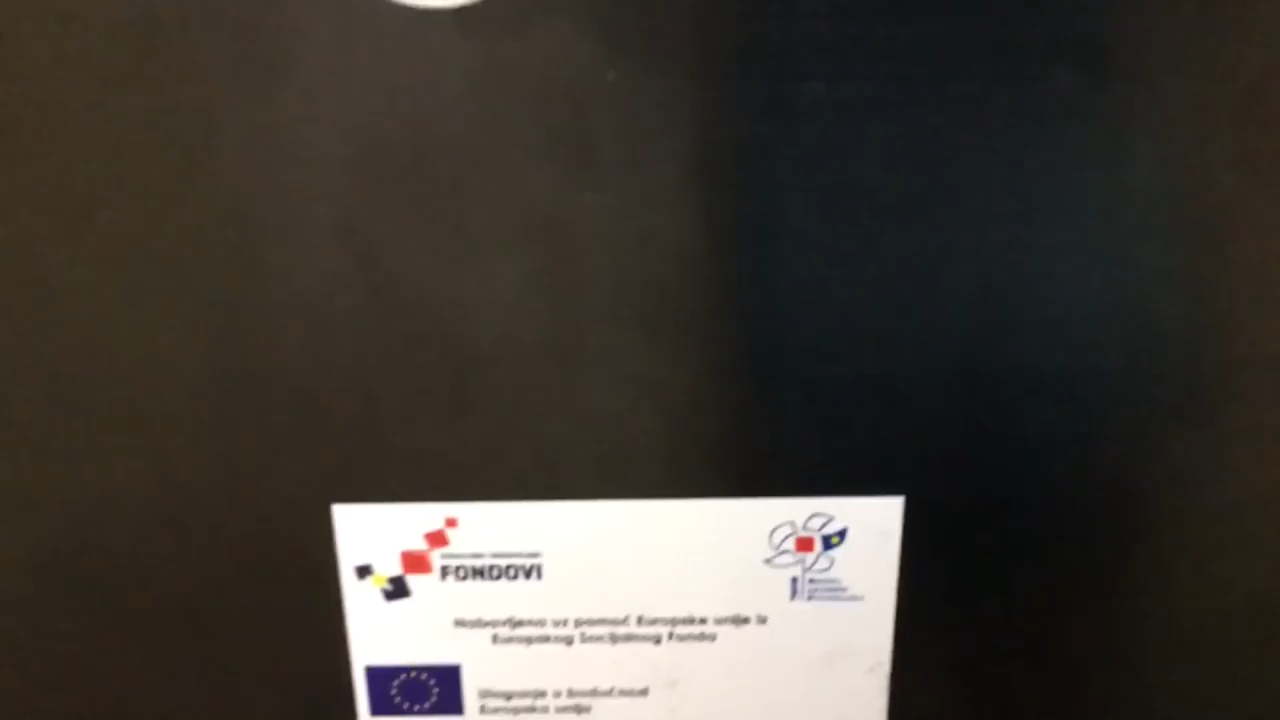 FONDOVI
Nabavljeno uz pomoć Europske unije iz
Europskog Socijalnog Fonda
Ulaganje u budućnost
Europska unija